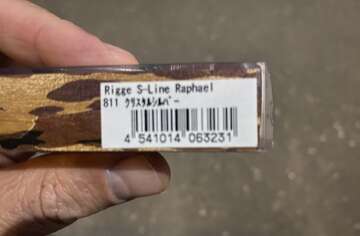 Rigge S-Line Raphael
811 ｸﾘｽﾀﾙｼﾙﾊﾞｰ
4 541014 063231